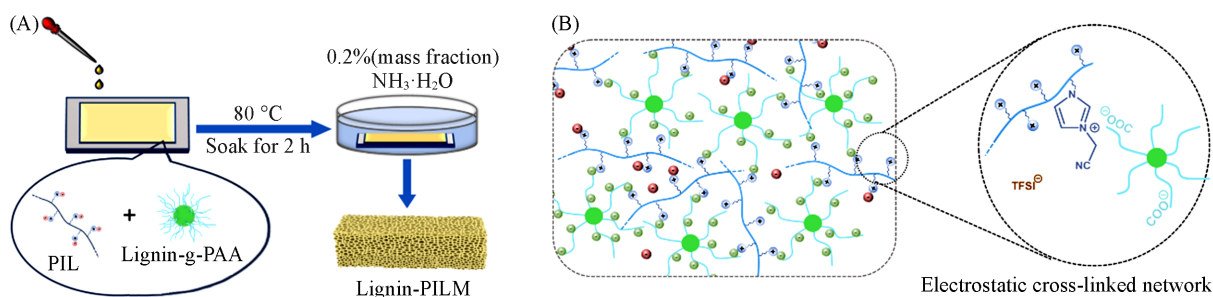 (A)
0.2%(mass fraction)
NH₃·H₂O
80 °C
Soak for 2 h
+
PIL
Lignin-g-PAA
Lignin-PILM
(B)
⊖OOC
N
N
⊕
NC
TFSI⊖
COO⊖
Electrostatic cross-linked network